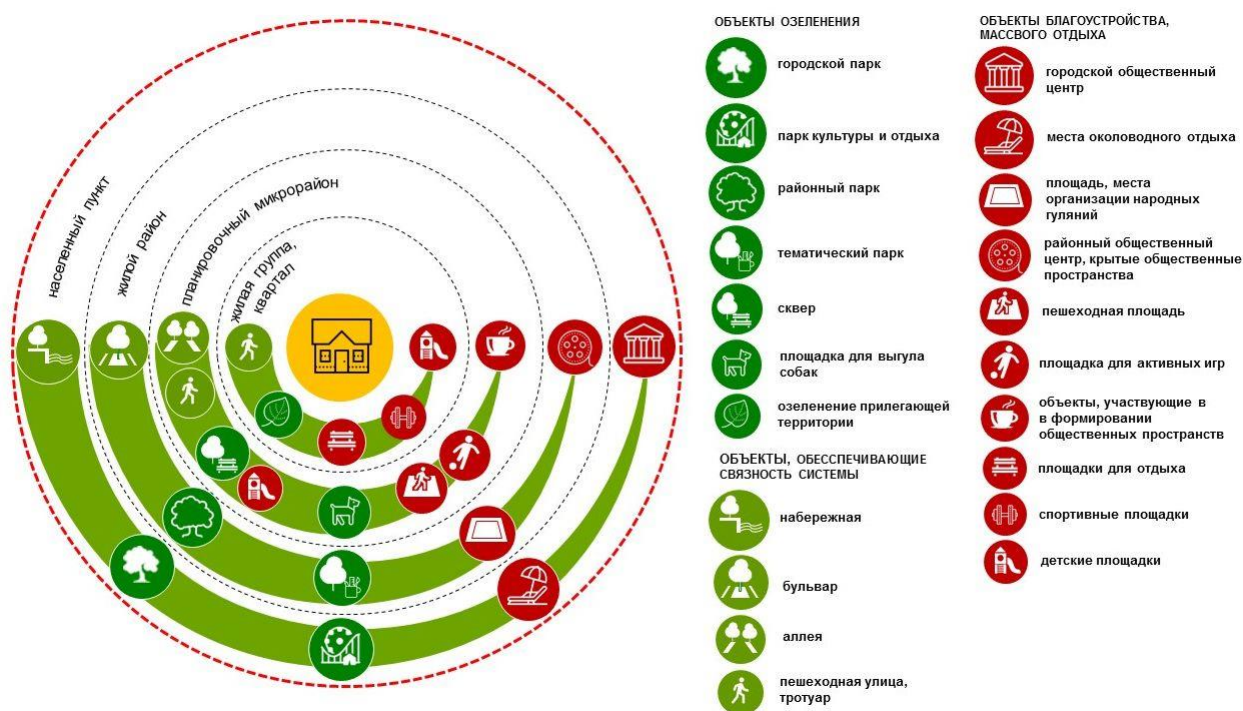 населенный пункт
жилой район
планировочный микрорайон
жилая группа,
квартал
ОБЪЕКТЫ ОЗЕЛЕНЕНИЯ
городской парк
парк культуры и отдыха
районный парк
тематический парк
сквер
площадка для выгула
собак
озеленение прилегающей
территории
ОБЪЕКТЫ, ОБЕССПЕЧИВАЮЩИЕ
СВЯЗНОСТЬ СИСТЕМЫ
набережная
бульвар
аллея
пешеходная улица,
тротуар
ОБЪЕКТЫ БЛАГОУСТРОЙСТВА,
МАССВОГО ОТДЫХА
городской общественный
центр
места околоводного отдыха
площадь, места
организации народных
гуляний
районный общественный
центр, крытые общественные
пространства
пешеходная площадь
площадка для активных игр
объекты, участвующие в
в формировании
общественных пространств
площадки для отдыха
спортивные площадки
детские площадки